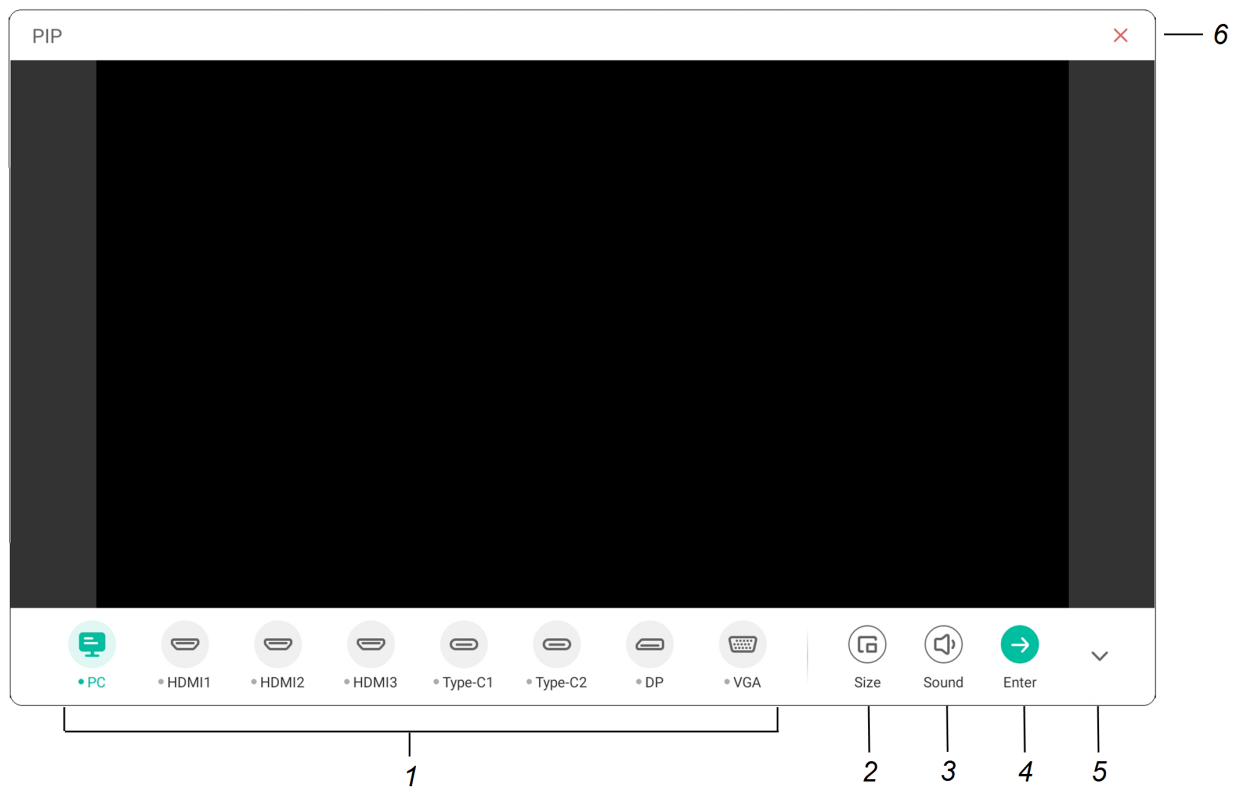 PIP
6
PC HDMI1 HDMI2 HDMI3 Type-C1 Type-C2 DP VGA Size Sound Enter
1 2 3 4 5